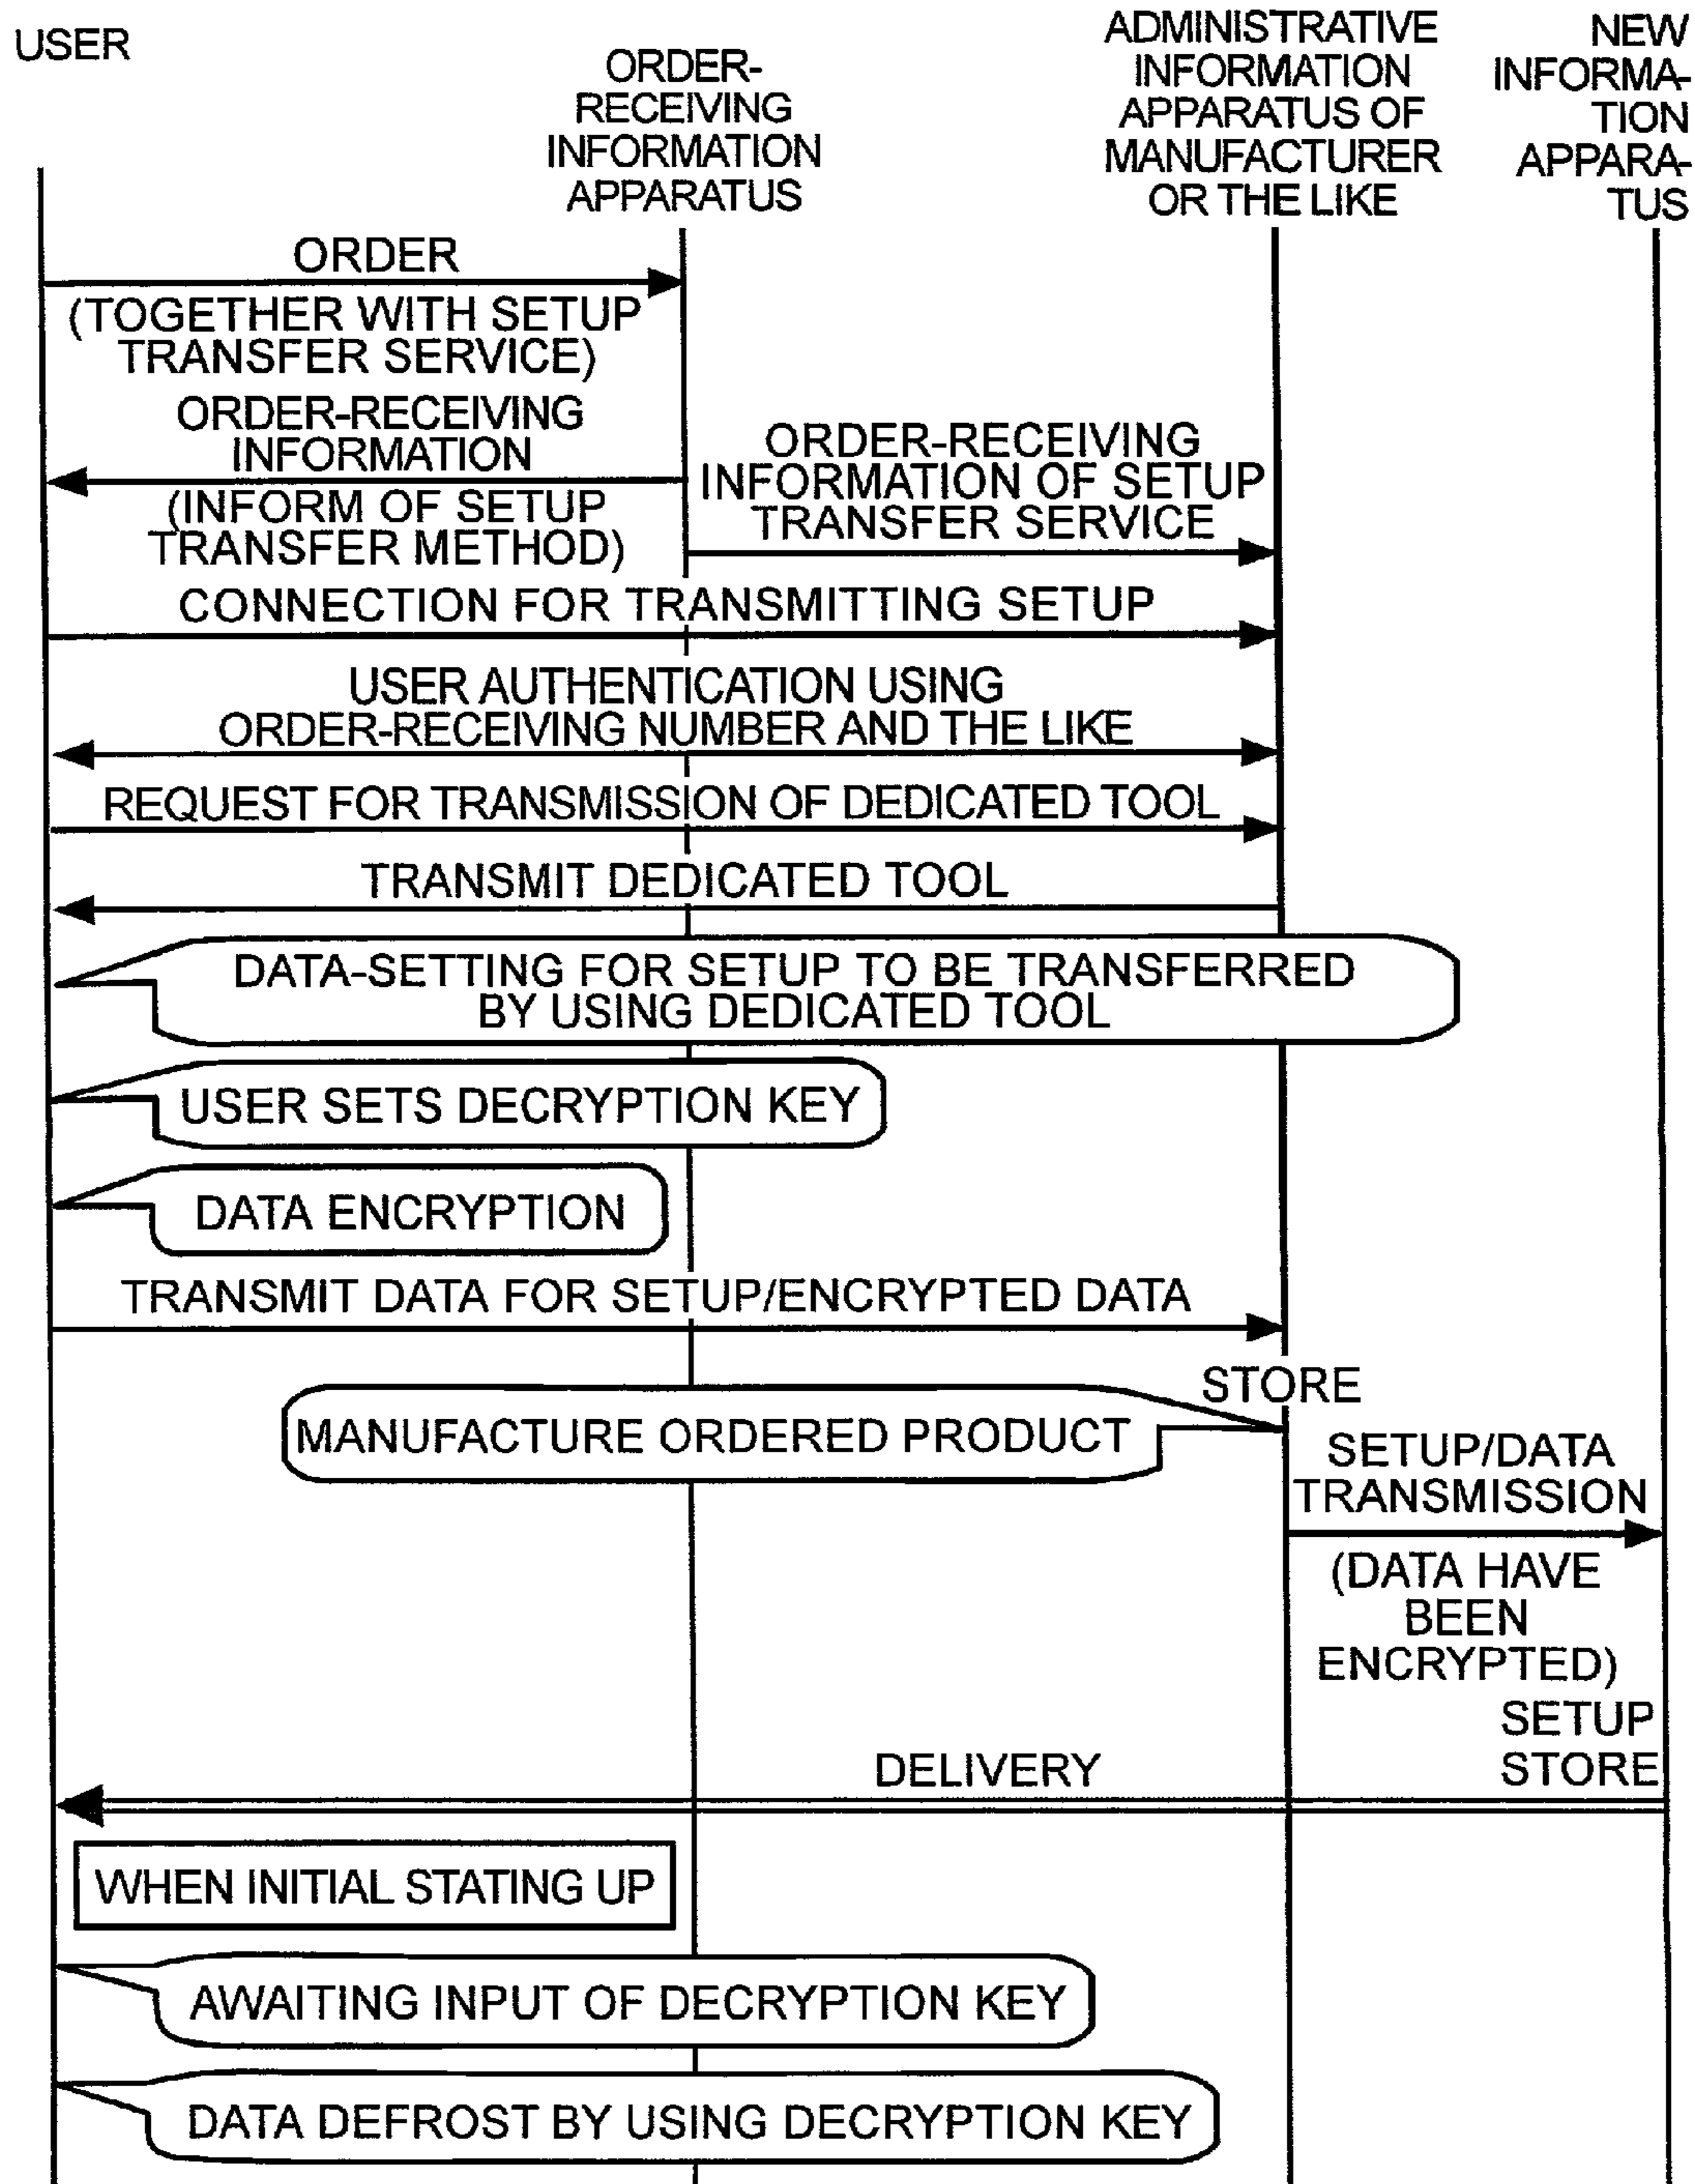 USER
ORDER-
RECEIVING
INFORMATION
APPARATUS
ADMINISTRATIVE
INFORMATION
APPARATUS OF
MANUFACTURER
OR THE LIKE
NEW
INFORMA-
TION
APPARA-
TUS
ORDER
(TOGETHER WITH SETUP
TRANSFER SERVICE)
ORDER-RECEIVING
INFORMATION
(INFORM OF SETUP
TRANSFER METHOD)
ORDER-RECEIVING
INFORMATION OF SETUP
TRANSFER SERVICE
CONNECTION FOR TRANSMITTING SETUP
USER AUTHENTICATION USING
ORDER-RECEIVING NUMBER AND THE LIKE
REQUEST FOR TRANSMISSION OF DEDICATED TOOL
TRANSMIT DEDICATED TOOL
DATA-SETTING FOR SETUP TO BE TRANSFERRED
BY USING DEDICATED TOOL
USER SETS DECRYPTION KEY
DATA ENCRYPTION
TRANSMIT DATA FOR SETUP/ENCRYPTED DATA
STORE
MANUFACTURE ORDERED PRODUCT
SETUP/DATA
TRANSMISSION
(DATA HAVE
BEEN
ENCRYPTED)
SETUP
STORE
DELIVERY
WHEN INITIAL STATING UP
AWAITING INPUT OF DECRYPTION KEY
DATA DEFROST BY USING DECRYPTION KEY